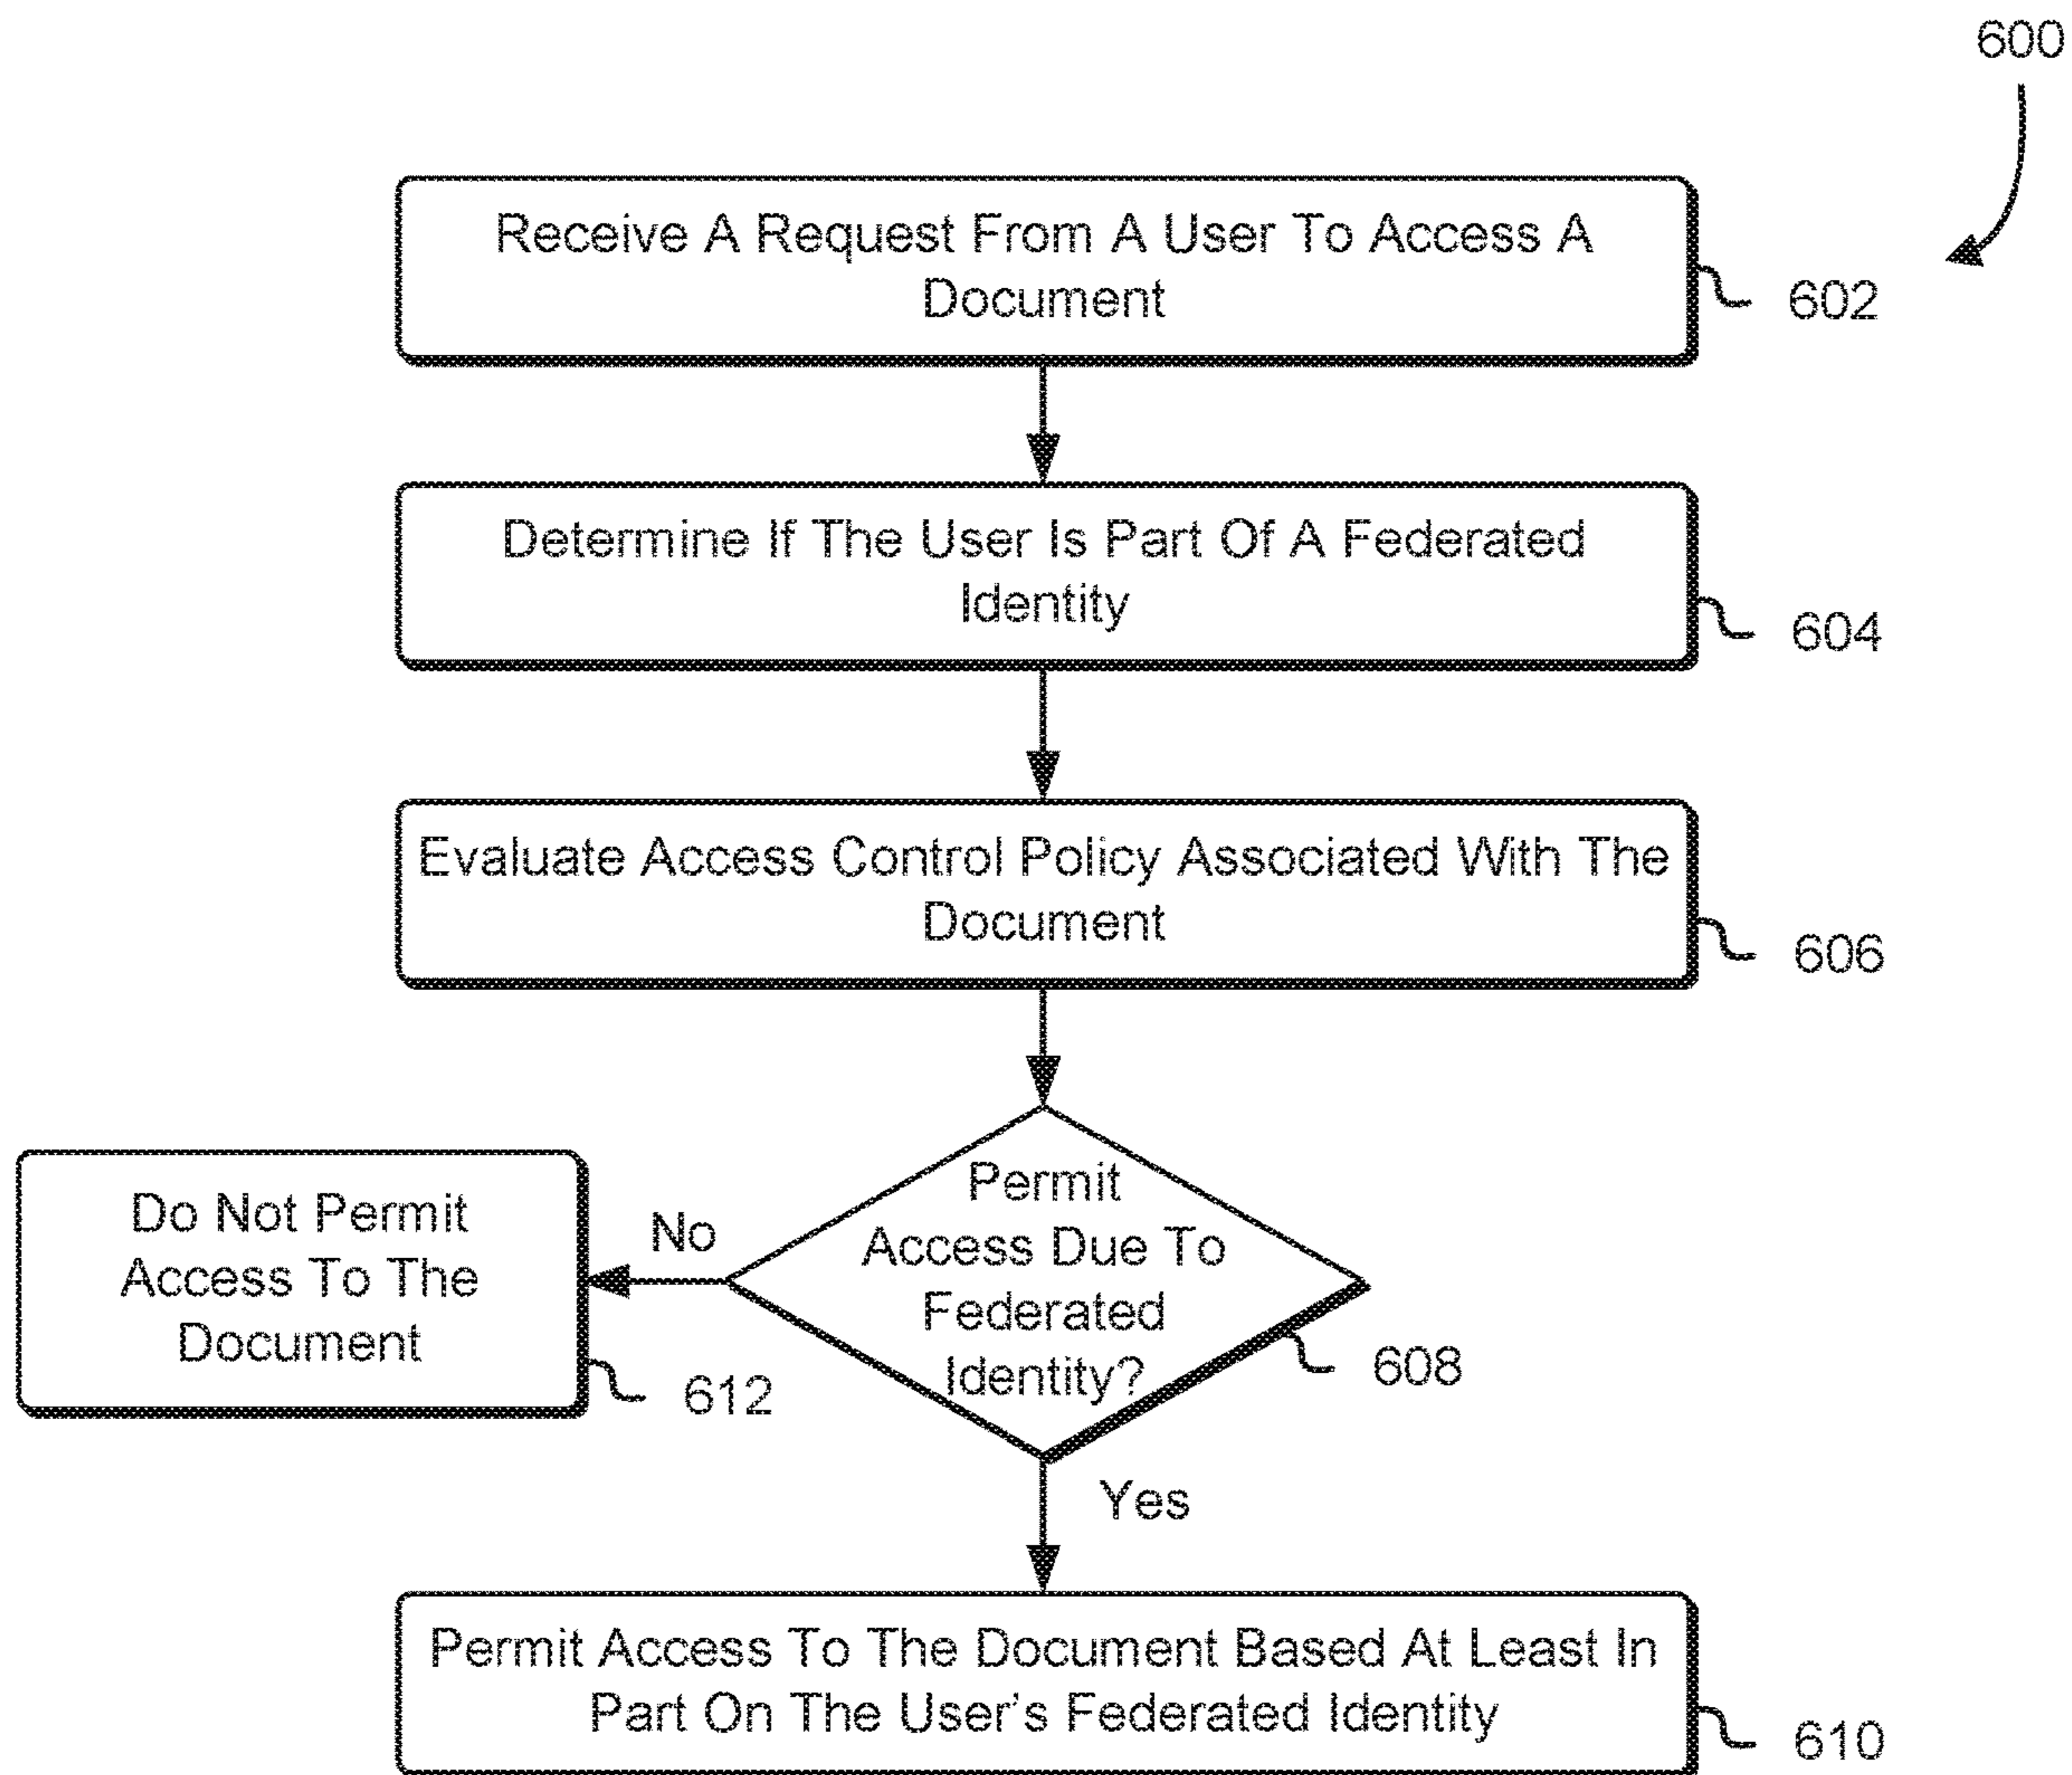 600
Receive A Request From A User To Access A
Document
602
Determine If The User Is Part Of A Federated
Identity
604
Evaluate Access Control Policy Associated With The
Document
606
Permit
Access Due To
Federated
Identity?
608
No
Do Not Permit
Access To The
Document
612
Yes
Permit Access To The Document Based At Least In
Part On The User's Federated Identity
610